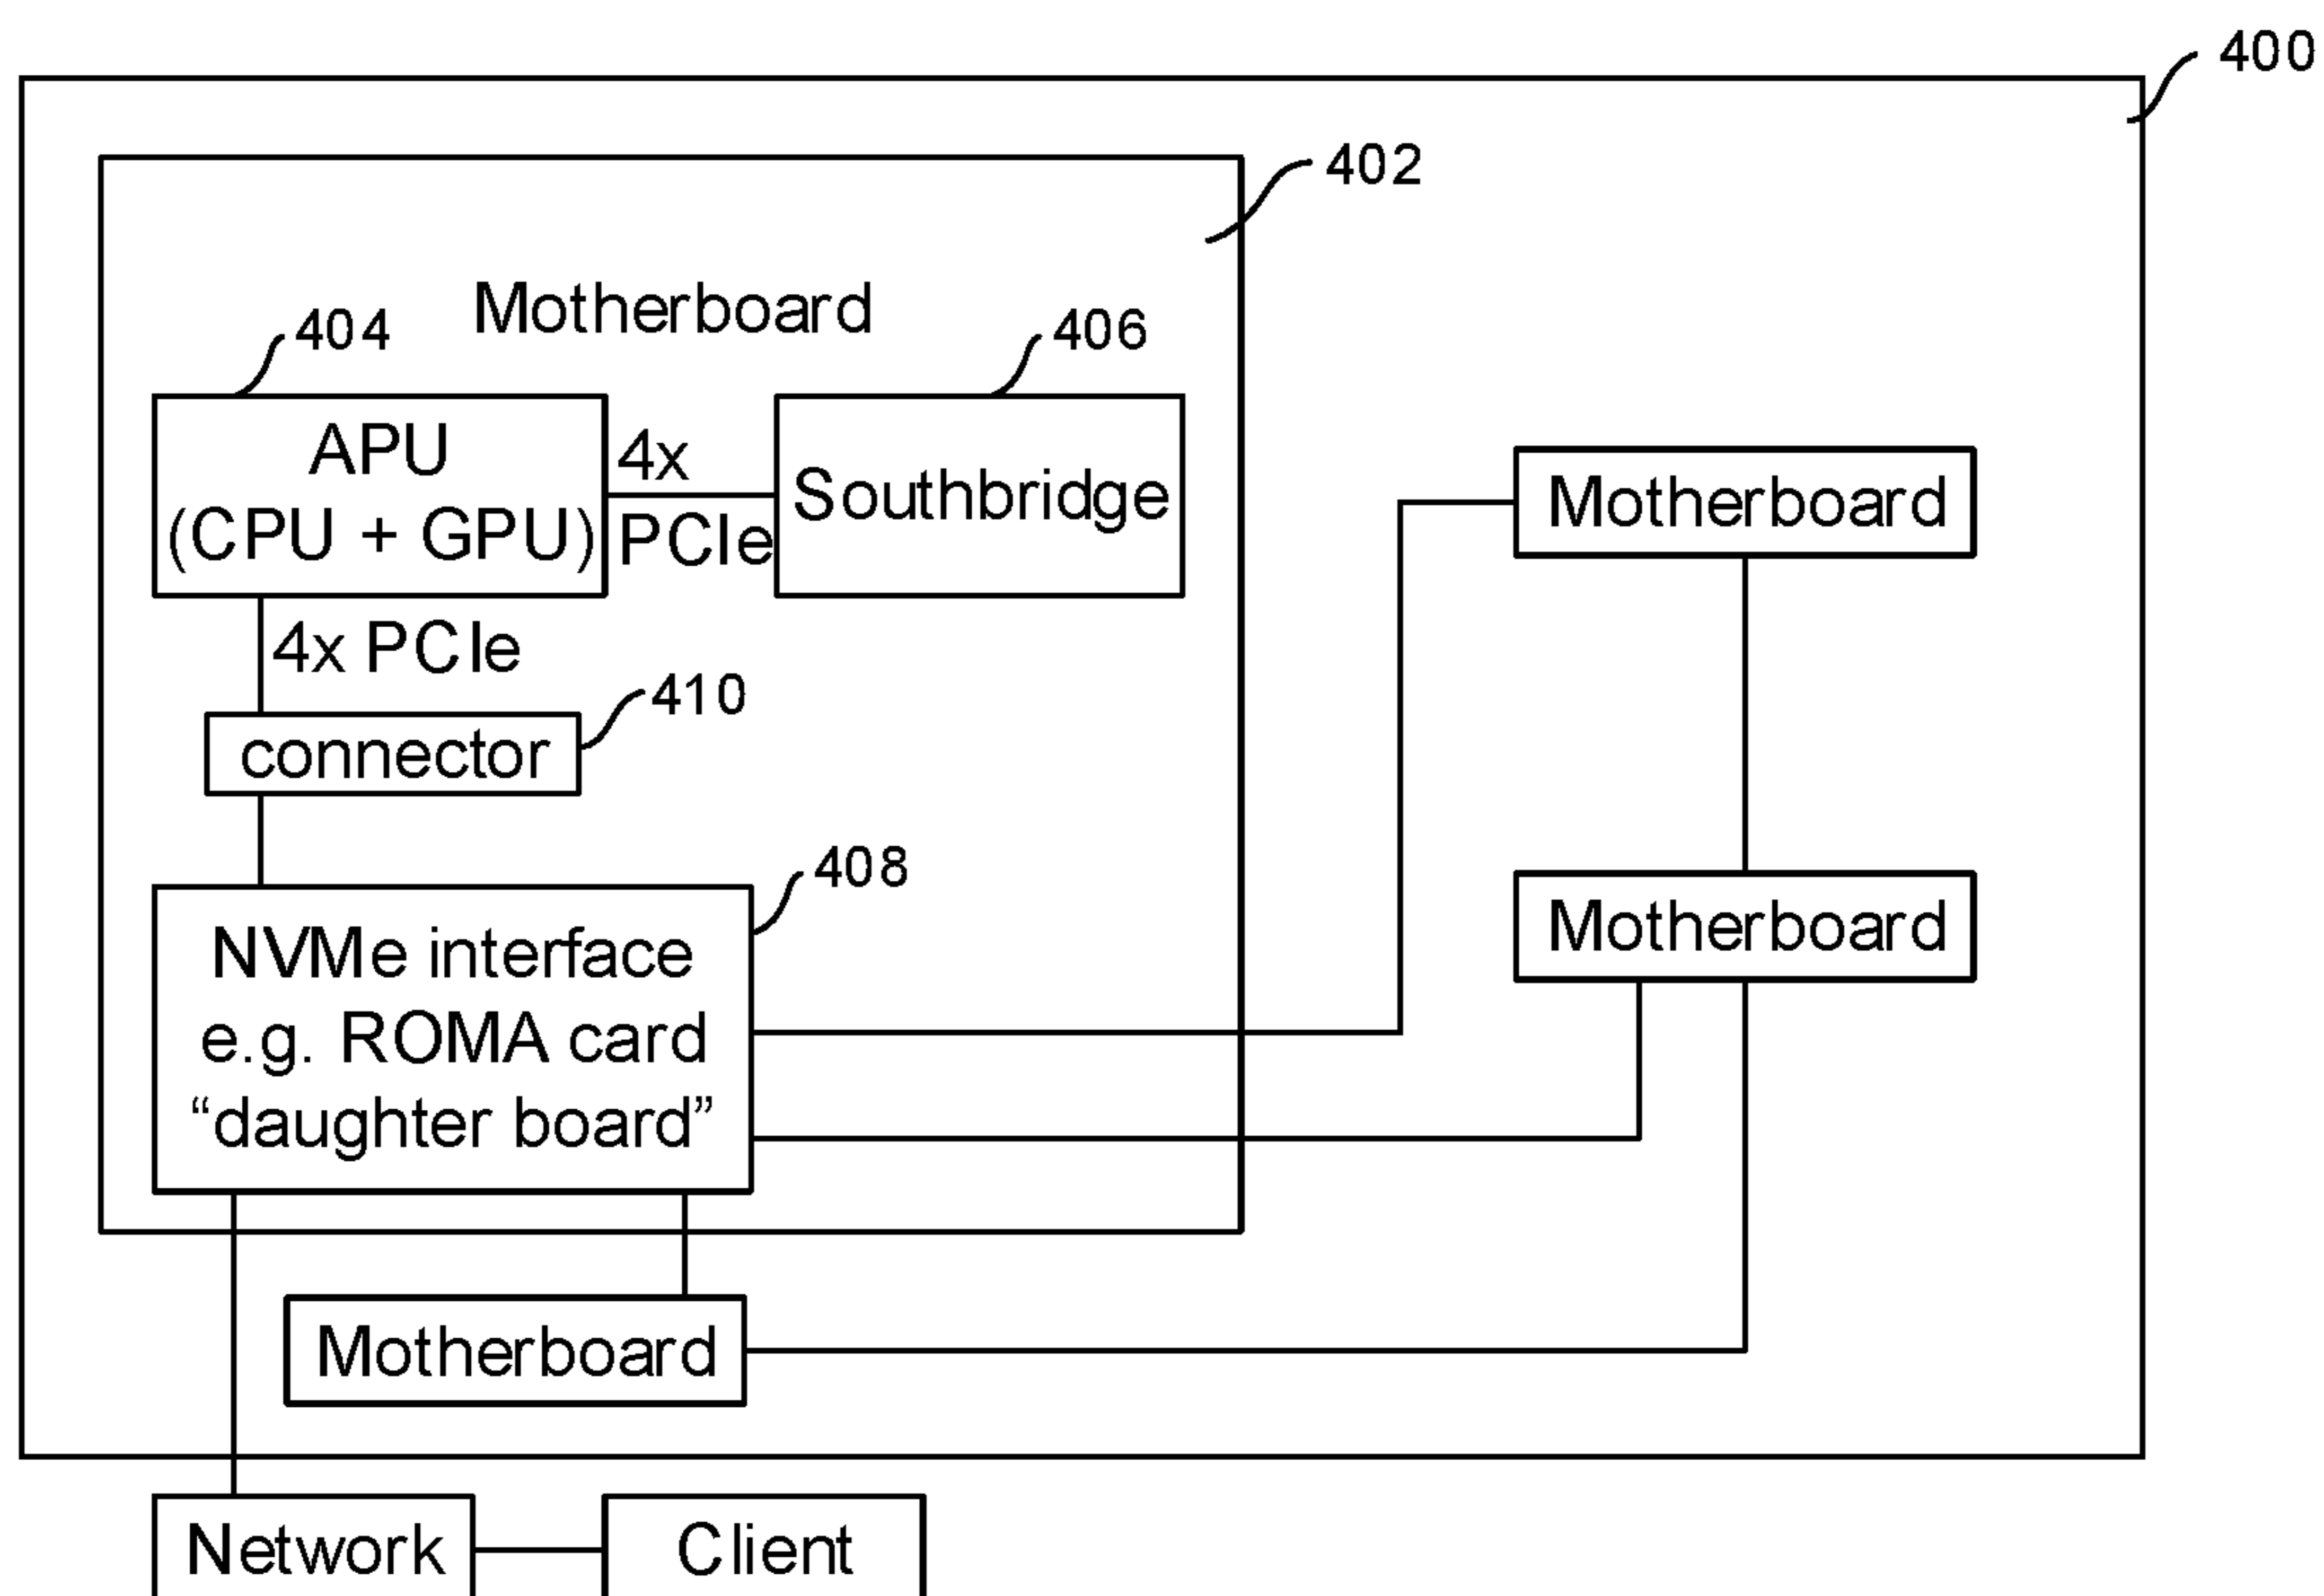 400
402
Motherboard
404
406
APU
(CPU + GPU)
4x
PCIe
Southbridge
Motherboard
4x PCIe
410
connector
408
NVMe interface
e.g. ROMA card
“daughter board”
Motherboard
Motherboard
Network
Client